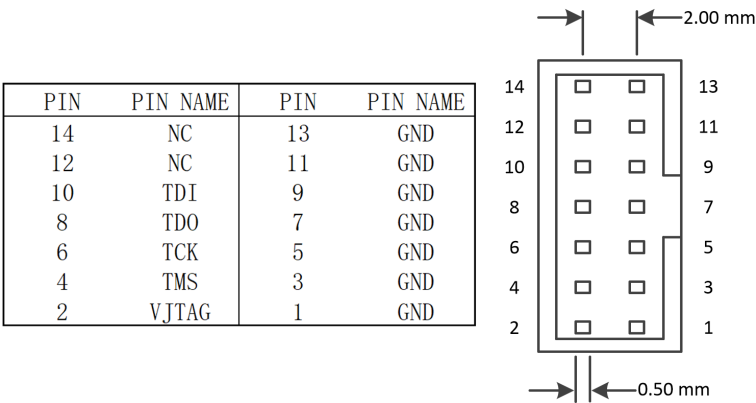 PIN PIN NAME PIN PIN NAME
14 NC 13 GND
12 NC 11 GND
10 TDI 9 GND
8 TDO 7 GND
6 TCK 5 GND
4 TMS 3 GND
2 VJTAG 1 GND
2.00 mm
14 13
12 11
10 9
8 7
6 5
4 3
2 1
0.50 mm